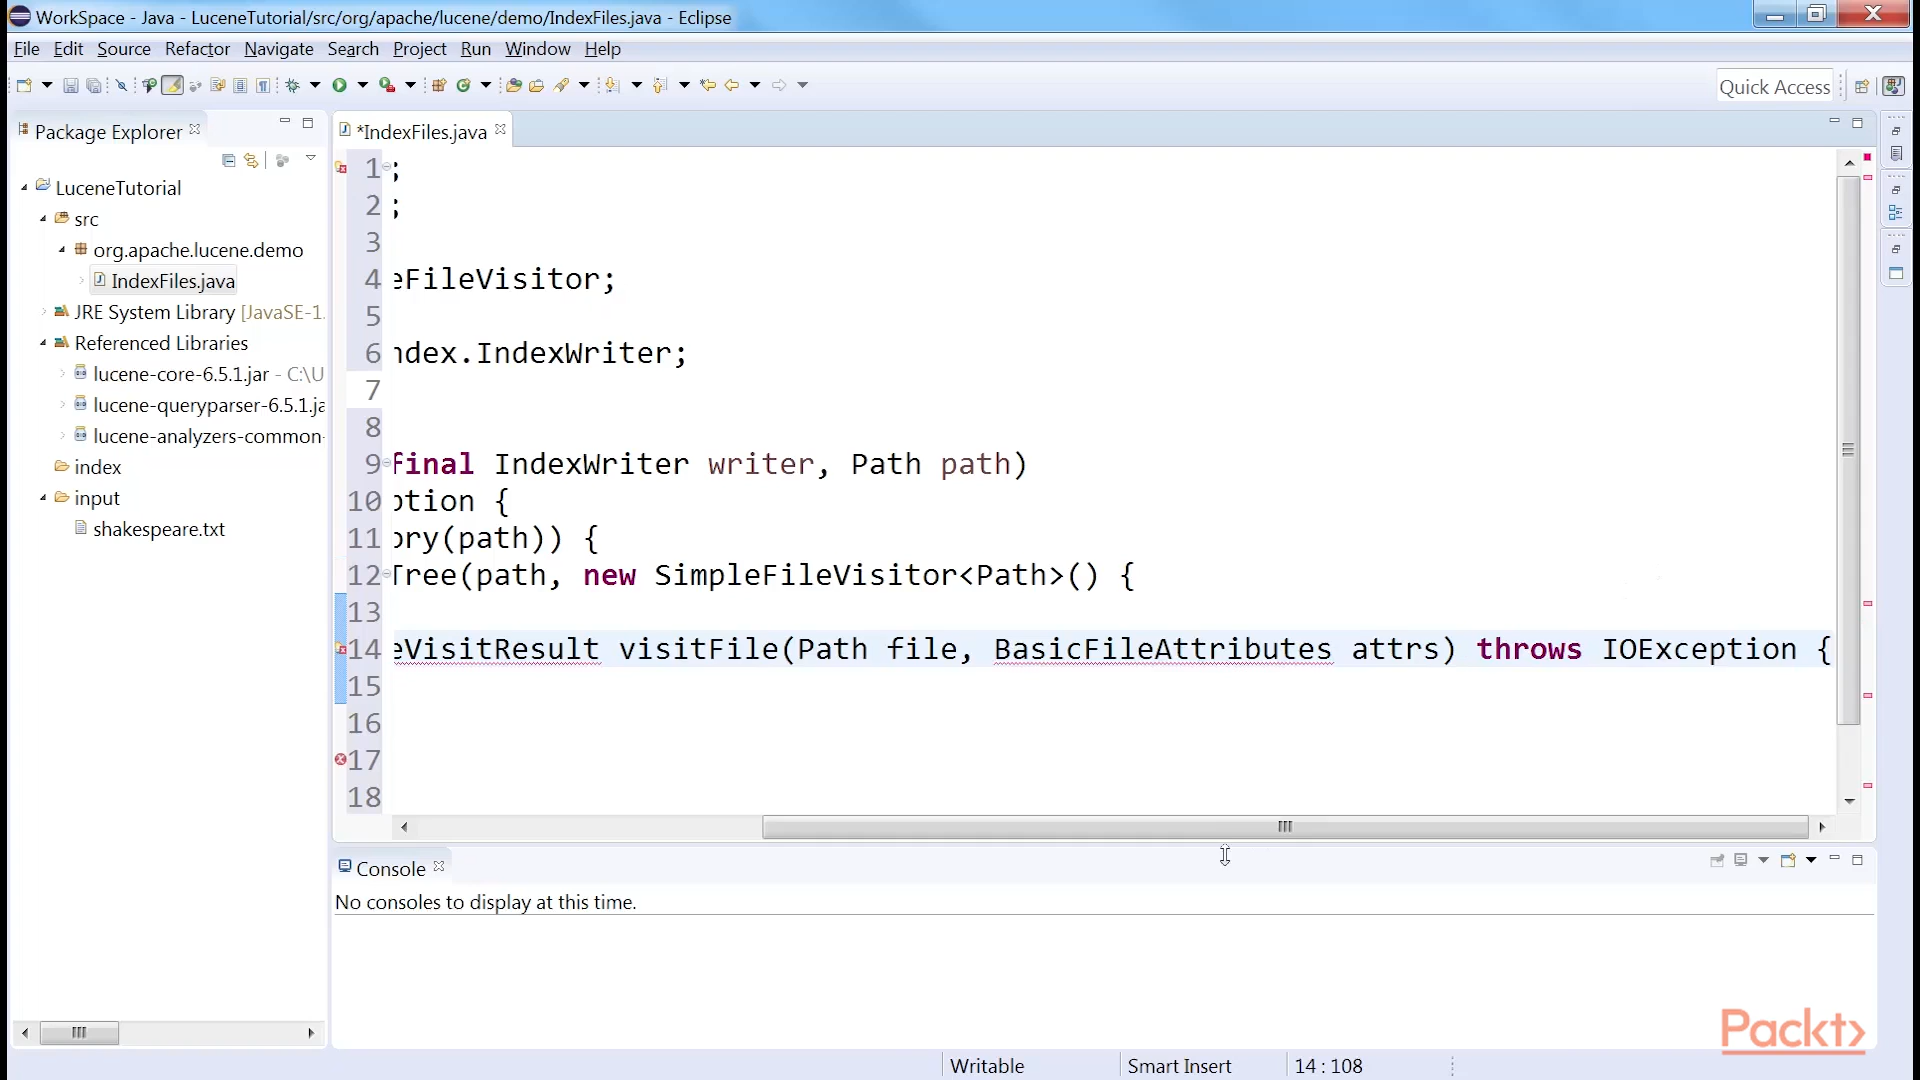 WorkSpace - Java - LuceneTutorial/src/org/apache/lucene/demo/IndexFiles.java - Eclipse
File Edit Source Refactor Navigate Search Project Run Window Help
Quick Access
Package Explorer
*IndexFiles.java
LuceneTutorial
src
org.apache.lucene.demo
IndexFiles.java
JRE System Library [JavaSE-1.
Referenced Libraries
lucene-core-6.5.1.jar - C:\U
lucene-queryparser-6.5.1.ja
lucene-analyzers-common-
index
input
shakespeare.txt
1 ;
2 ;
3
4 eFileVisitor;
5
6 ndex.IndexWriter;
7
8
9 final IndexWriter writer, Path path)
10 ption {
11 ory(path)) {
12 Tree(path, new SimpleFileVisitor<Path>() {
13
14 eVisitResult visitFile(Path file, BasicFileAttributes attrs) throws IOException {
15
16
17
18
Console
No consoles to display at this time.
Packt>
Writable Smart Insert 14 : 108